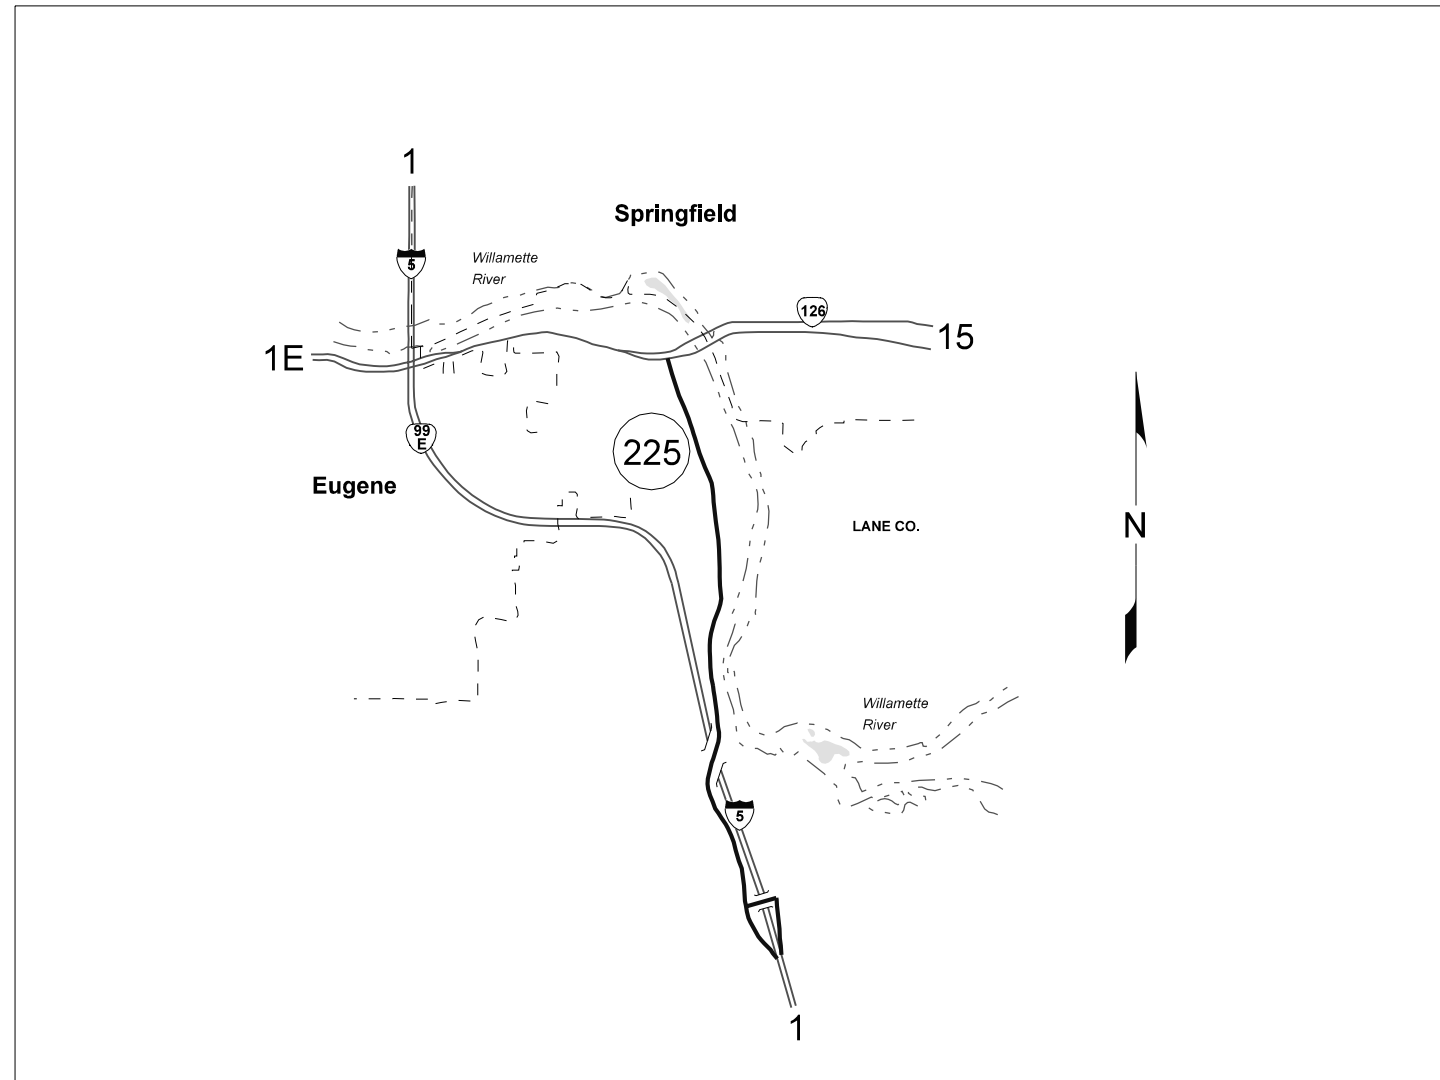 1
Springfield
5
Willamette
River
126
1E
15
99
E
225
Eugene
LANE CO.
N
Willamette
River
5
1